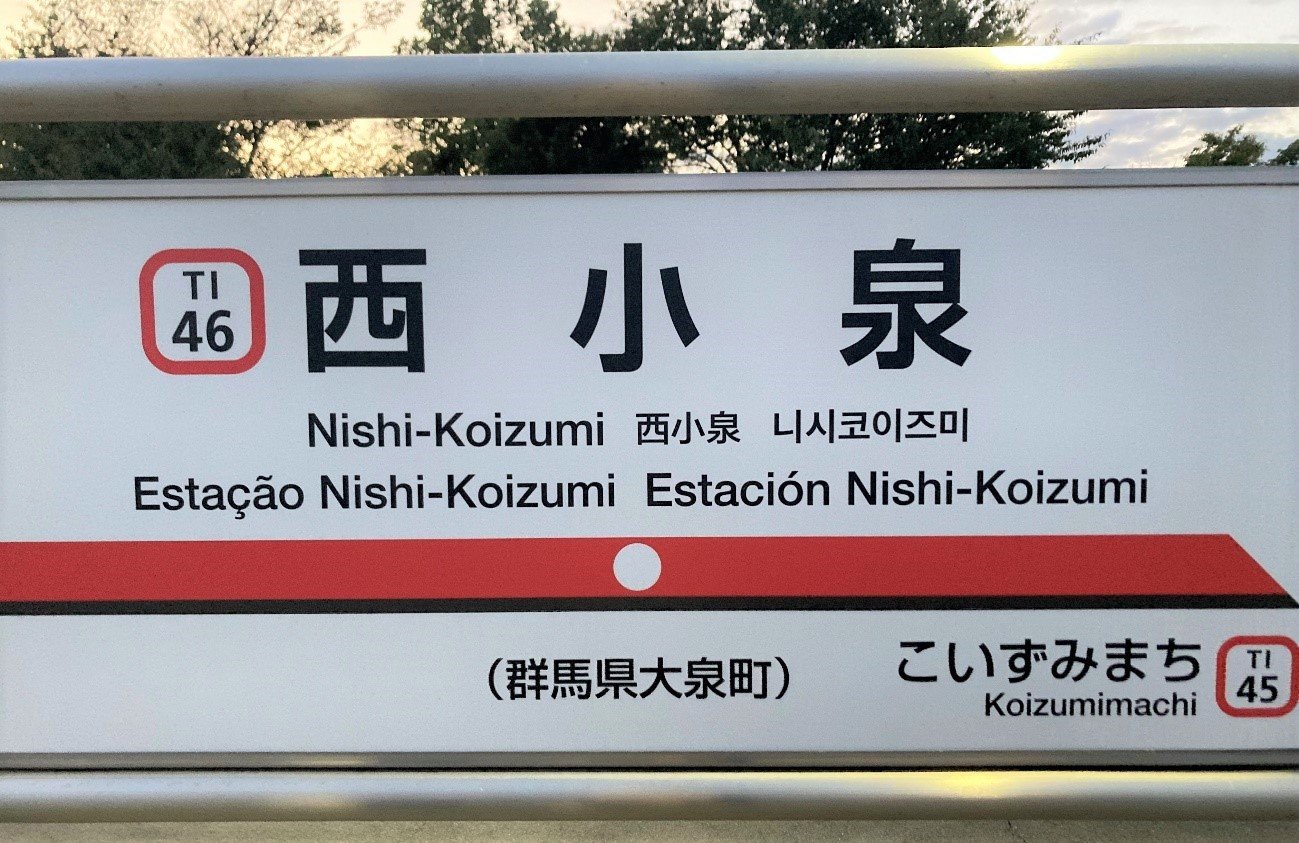 TI
46
西小泉
Nishi-Koizumi 西小泉 니시코이즈미
Estação Nishi-Koizumi Estación Nishi-Koizumi
（群馬県大泉町）
こいずみまち
Koizumimachi
TI
45